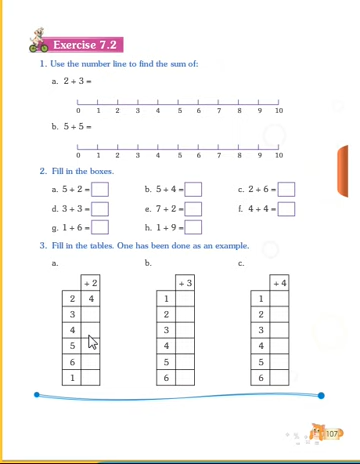 Exercise 7.2
1. Use the number line to find the sum of:
a. 2 + 3 =
0 1 2 3 4 5 6 7 8 9 10
b. 5 + 5 =
0 1 2 3 4 5 6 7 8 9 10
2. Fill in the boxes.
a. 5 + 2 = b. 5 + 4 = c. 2 + 6 =
d. 3 + 3 = e. 7 + 2 = f. 4 + 4 =
g. 1 + 6 = h. 1 + 9 =
3. Fill in the tables. One has been done as an example.
a. b. c.
+ 2 + 3 + 4
2 4 1 1
3 2 2
4 3 3
5 4 4
6 5 5
1 6 6
107